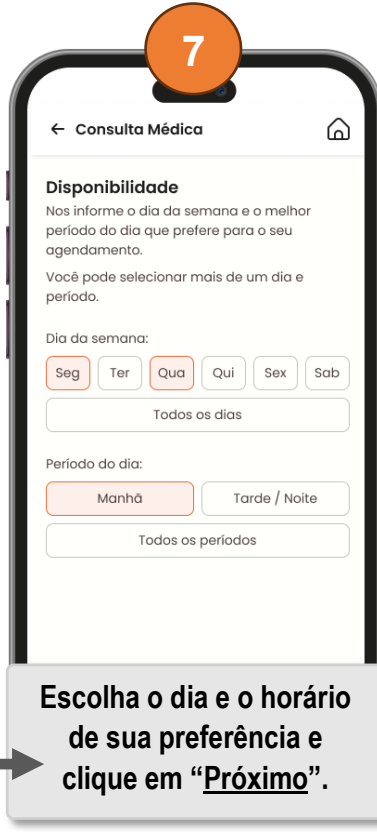 7
← Consulta Médica
Disponibilidade
Nos informe o dia da semana e o melhor
período do dia que prefere para o seu
agendamento.
Você pode selecionar mais de um dia e
período.
Dia da semana:
Seg Ter Qua Qui Sex Sab
Todos os dias
Período do dia:
Manhã Tarde / Noite
Todos os períodos
Escolha o dia e o horário
de sua preferência e
clique em “Próximo”.